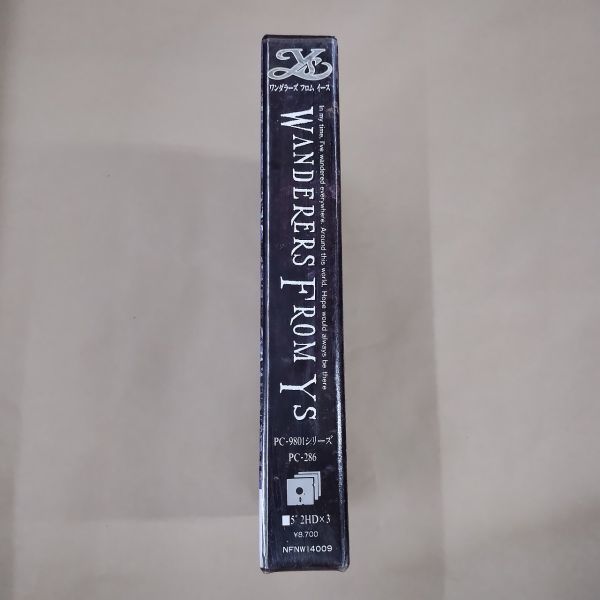 Ys
ワンダラーズ フロム イース
In my time, I've wandered everywhere. Around this world. Hope would always be there
WANDERERS FROM YS
PC-9801シリーズ
PC-286
5" 2HD×3
¥8,700
NFNW14009